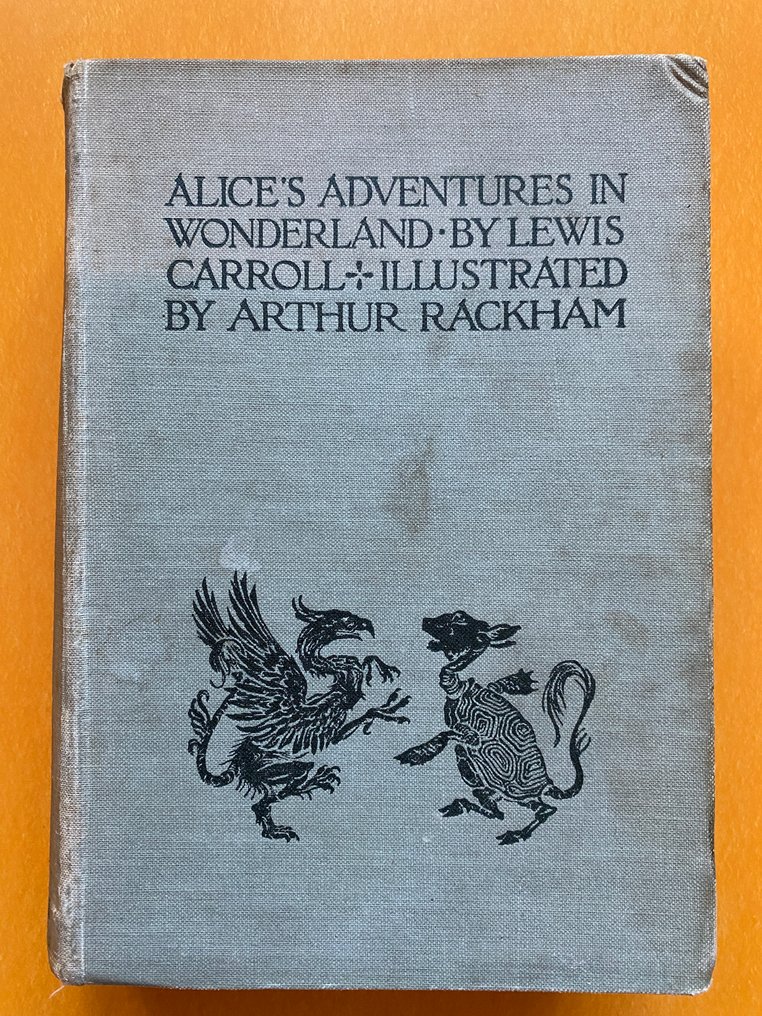 ALICE'S ADVENTURES IN
WONDERLAND·BY LEWIS
CARROLL✢ILLUSTRATED
BY ARTHUR RACKHAM